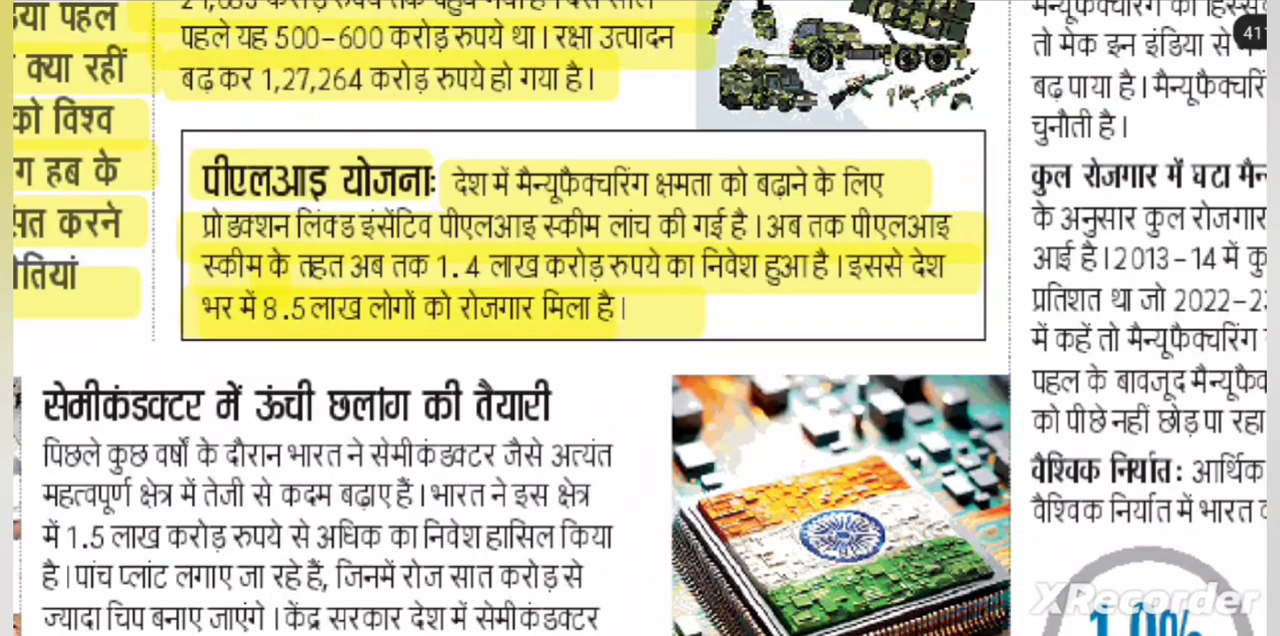 या पहल
क्या रहीं
को विश्व
ग हब के
सत करने
तियां
पहले यह 500-600 करोड़ रुपये था। रक्षा उत्पादन
बढ़ कर 1,27,264 करोड़ रुपये हो गया है।
पीएलआइ योजना: देश में मैन्यूफैक्चरिंग क्षमता को बढ़ाने के लिए
प्रोडक्शन लिंक्ड इंसेंटिव पीएलआइ स्कीम लांच की गई है। अब तक पीएलआइ
स्कीम के तहत अब तक 1.4 लाख करोड़ रुपये का निवेश हुआ है। इससे देश
भर में 8.5 लाख लोगों को रोजगार मिला है।
सेमीकंडक्टर में ऊंची छलांग की तैयारी
पिछले कुछ वर्षों के दौरान भारत ने सेमीकंडक्टर जैसे अत्यंत
महत्वपूर्ण क्षेत्र में तेजी से कदम बढ़ाए हैं। भारत ने इस क्षेत्र
में 1.5 लाख करोड़ रुपये से अधिक का निवेश हासिल किया
है। पांच प्लांट लगाए जा रहे हैं, जिनमें रोज सात करोड़ से
ज्यादा चिप बनाए जाएंगे। केंद्र सरकार देश में सेमीकंडक्टर
तो मेक इन इंडिया से
बढ़ पाया है। मैन्यूफैक्चरिं
चुनौती है।
कुल रोजगार में घटा मैन
के अनुसार कुल रोजगार
आई है। 2013-14 में कु
प्रतिशत था जो 2022-2
में कहें तो मैन्यूफैक्चरिंग
पहल के बावजूद मैन्यूफैक
को पीछे नहीं छोड़ पा रहा
वैश्विक निर्यात: आर्थिक
वैश्विक निर्यात में भारत
XRecorder